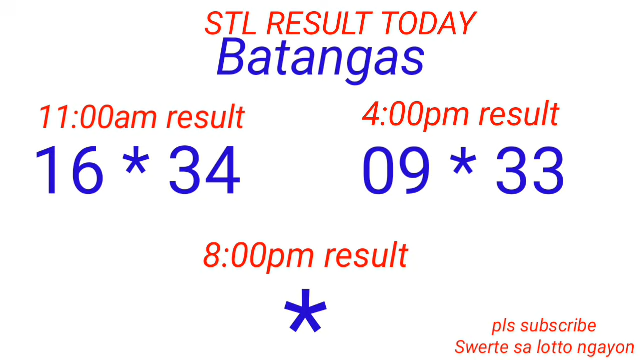 STL RESULT TODAY
Batangas
11:00am result
16 * 34
4:00pm result
09 * 33
8:00pm result
*
pls subscribe
Swerte sa lotto ngayon